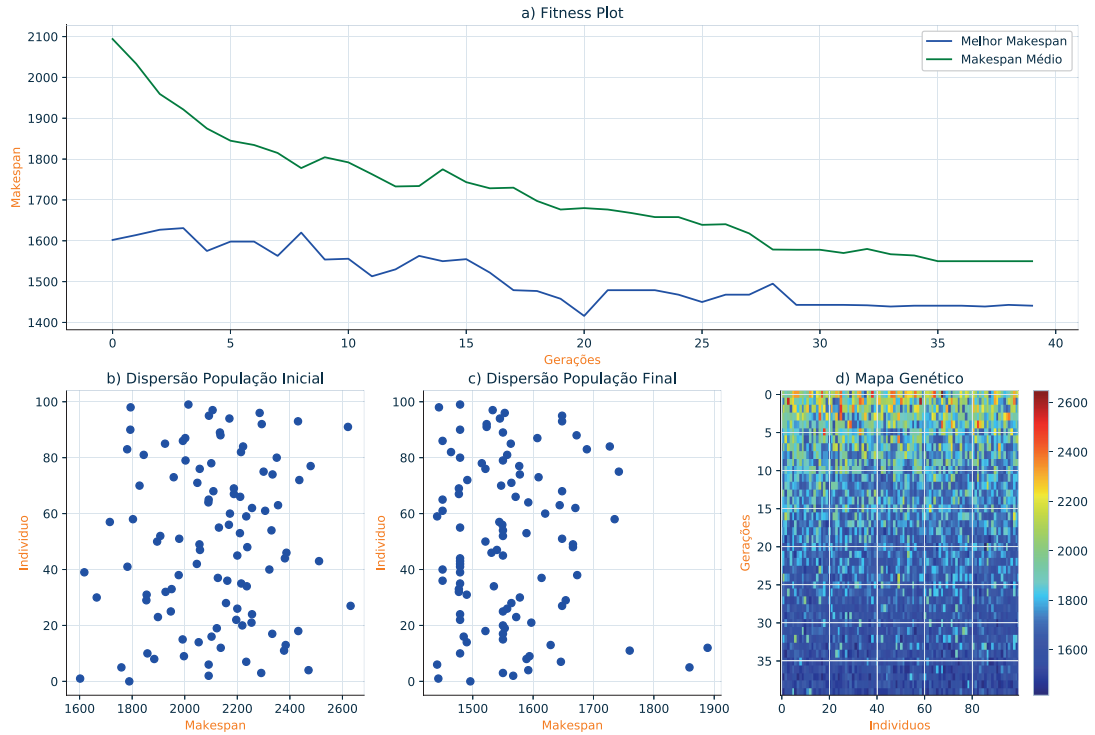 a) Fitness Plot
2100
2000
1900
1800
1700
1600
1500
1400
Makespan
Melhor Makespan
Makespan Médio
0 5 10 15 20 25 30 35 40
Gerações
b) Dispersão População Inicial
100
80
60
40
20
0
Individuo
1600 1800 2000 2200 2400 2600
Makespan
c) Dispersão População Final
100
80
60
40
20
0
Individuo
1500 1600 1700 1800 1900
Makespan
d) Mapa Genético
0
5
10
15
20
25
30
35
Gerações
0 20 40 60 80
Individuos
2600
2400
2200
2000
1800
1600